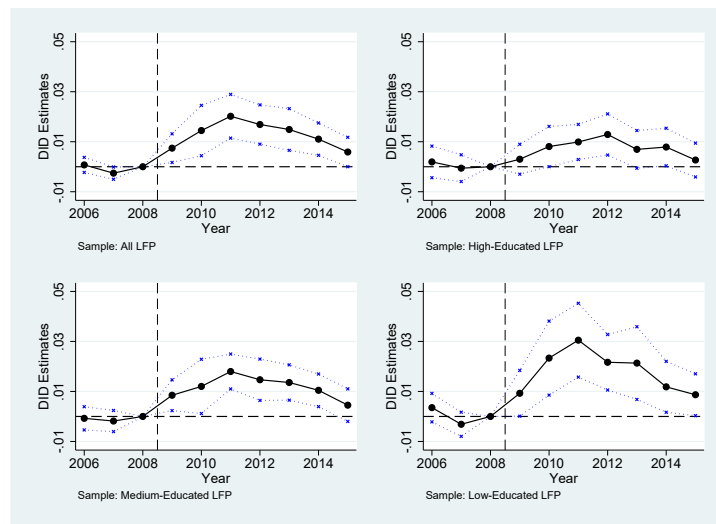 DID Estimates
-.01 .01 .03 .05
2006 2008 2010 2012 2014
Year
Sample: All LFP
DID Estimates
-.01 .01 .03 .05
2006 2008 2010 2012 2014
Year
Sample: High-Educated LFP
DID Estimates
-.01 .01 .03 .05
2006 2008 2010 2012 2014
Year
Sample: Medium-Educated LFP
DID Estimates
-.01 .01 .03 .05
2006 2008 2010 2012 2014
Year
Sample: Low-Educated LFP